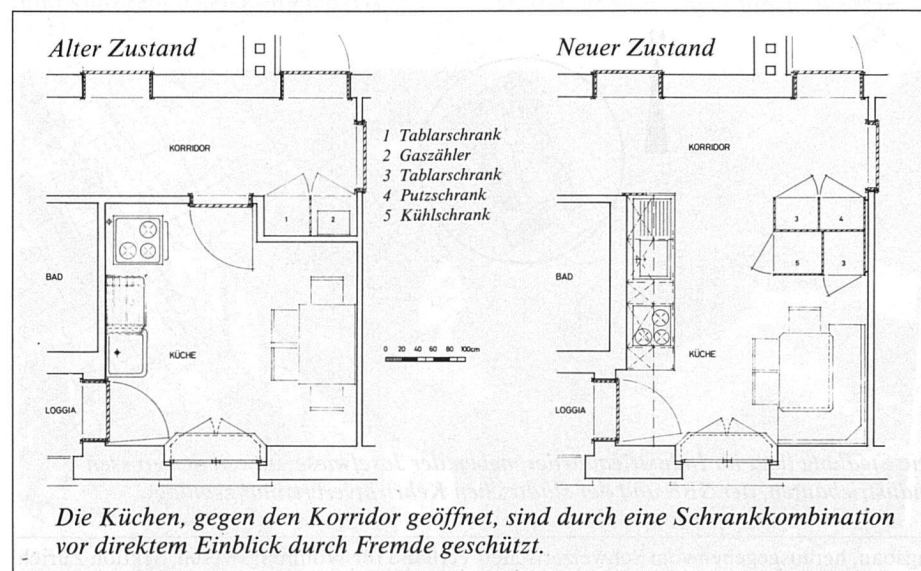 Alter Zustand
Neuer Zustand
KORRIDOR
1 Tablarschrank
2 Gaszähler
3 Tablarschrank
4 Putzschrank
5 Kühlschrank
KORRIDOR
1
2
3
4
5
3
BAD
BAD
KÜCHE
0 20 40 60 80 100cm
KÜCHE
LOGGIA
LOGGIA
Die Küchen, gegen den Korridor geöffnet, sind durch eine Schrankkombination
vor direktem Einblick durch Fremde geschützt.